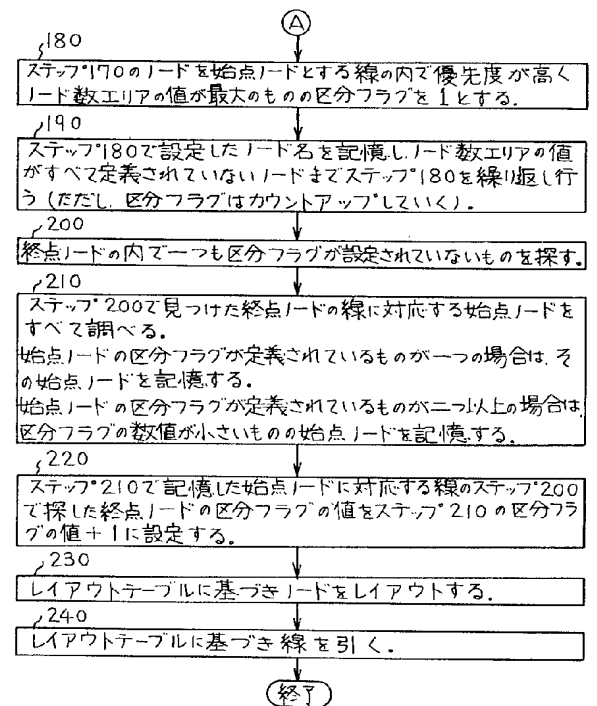 A
180
ステップ170のノードを始点ノードとする線の内で優先度が高く
ノード数エリアの値が最大のものの区分フラグを1とする.
190
ステップ180で設定したノード名を記憶し、ノード数エリアの値
がすべて定義されていないノードまでステップ180を繰り返し行
う(ただし、区分フラグはカウントアップしていく).
200
終点ノードの内で一つも区分フラグが設定されていないものを探す.
210
ステップ200で見つけた終点ノードの線に対応する始点ノードを
すべて調べる.
始点ノードの区分フラグが定義されているものが一つの場合は、そ
の始点ノードを記憶する.
始点ノードの区分フラグが定義されているものが二つ以上の場合は、
区分フラグの数値が小さいものの始点ノードを記憶する.
220
ステップ210で記憶した始点ノードに対応する線のステップ200
で探した終点ノードの区分フラグの値をステップ210の区分フラ
グの値+1に設定する.
230
レイアウトテーブルに基づきノードをレイアウトする.
240
レイアウトテーブルに基づき線を引く.
終了